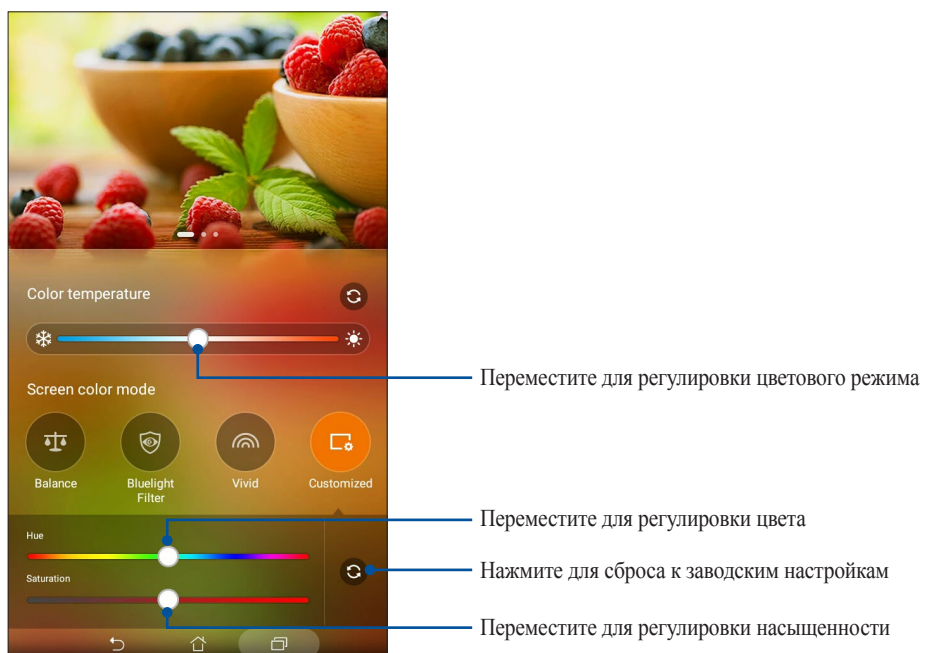 Color temperature
Переместите для регулировки цветового режима
Screen color mode
Balance
Bluelight
Filter
Vivid
Customized
Переместите для регулировки цвета
Hue
Нажмите для сброса к заводским настройкам
Saturation
Переместите для регулировки насыщенности